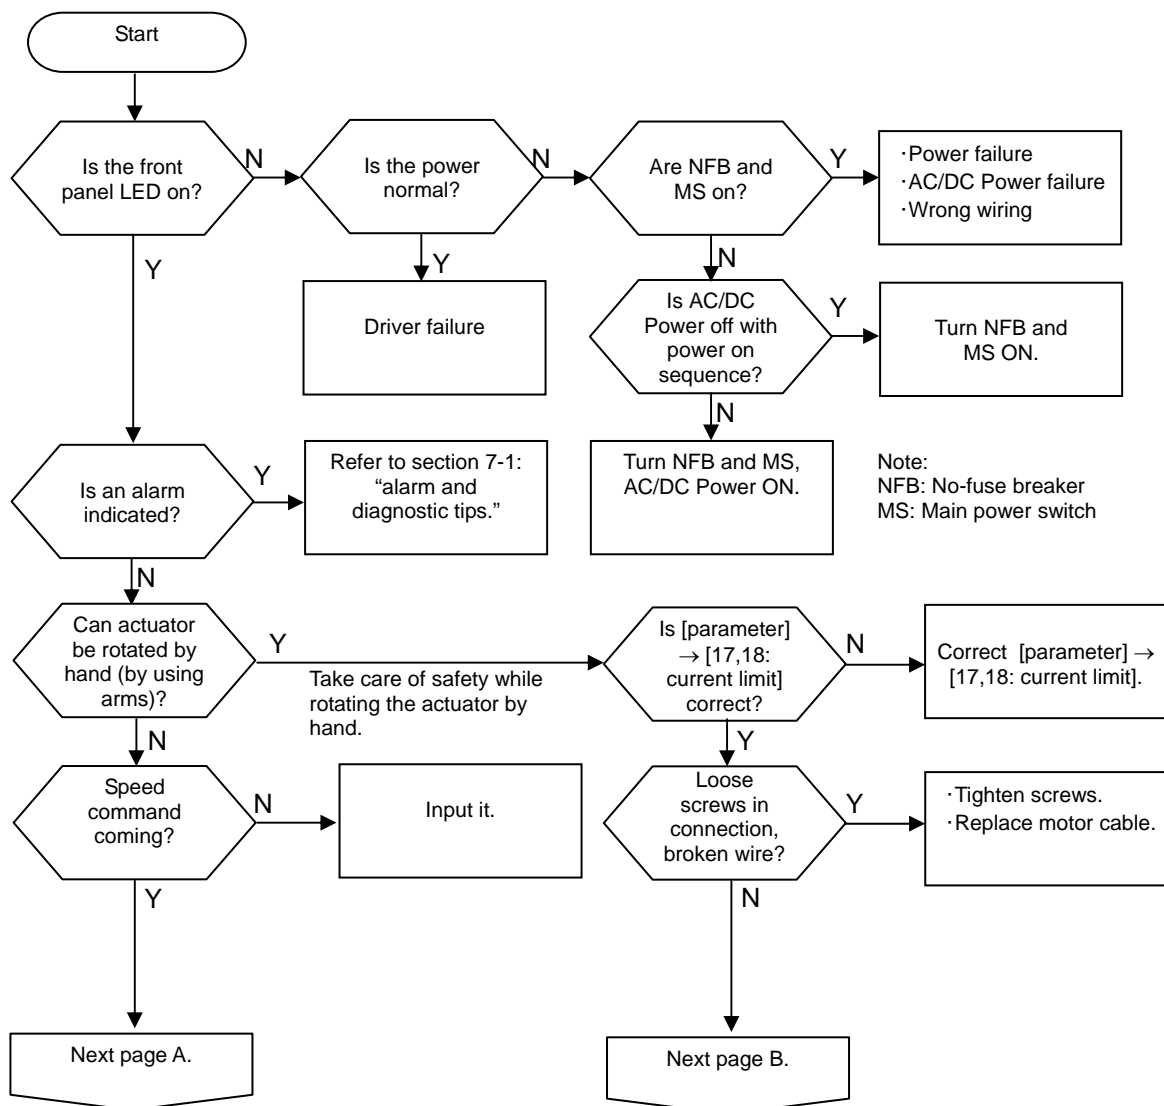 Start
Is the front
panel LED on?
N
Is the power
normal?
N
Are NFB and
MS on?
Y
・Power failure
・AC/DC Power failure
・Wrong wiring
Y
Y
N
Driver failure
Is AC/DC
Power off with
power on
sequence?
Y
Turn NFB and
MS ON.
N
Is an alarm
indicated?
Y
Refer to section 7-1:
“alarm and
diagnostic tips.”
Turn NFB and MS,
AC/DC Power ON.
Note:
NFB: No-fuse breaker
MS: Main power switch
N
Can actuator
be rotated by
hand (by using
arms)?
Y
Take care of safety while
rotating the actuator by
hand.
Is [parameter]
→ [17,18:
current limit]
correct?
N
Correct [parameter] →
[17,18: current limit].
N
Y
Speed
command
coming?
N
Input it.
Loose
screws in
connection,
broken wire?
Y
・Tighten screws.
・Replace motor cable.
Y
N
Next page A.
Next page B.